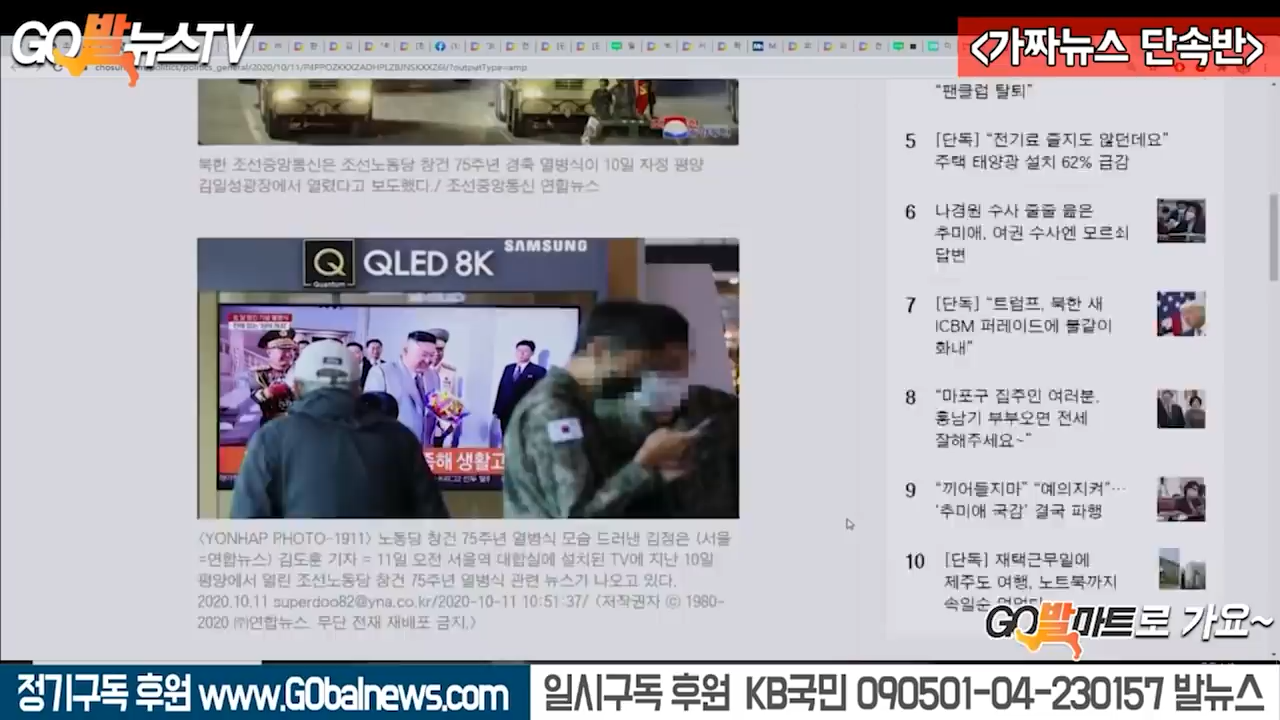 GO발뉴스TV
<가짜뉴스 단속반>
“팬클럽 탈퇴”
북한 조선중앙통신은 조선노동당 창건 75주년 경축 열병식이 10일 자정 평양
김일성광장에서 열렸다고 보도했다./ 조선중앙통신 연합뉴스
SAMSUNG
Q QLED 8K
Quantum
<YONHAP PHOTO-1911> 노동당 창건 75주년 열병식 모습 드러낸 김정은 (서울
=연합뉴스) 김도훈 기자 = 11일 오전 서울역 대합실에 설치된 TV에 지난 10일
평양에서 열린 조선노동당 창건 75주년 열병식 관련 뉴스가 나오고 있다.
2020.10.11 superdoo82@yna.co.kr/2020-10-11 10:51:37/ <저작권자 ⓒ 1980-
2020 ㈜연합뉴스. 무단 전재 재배포 금지.>
5 [단독] “전기료 줄지도 않던데요”
주택 태양광 설치 62% 급감
6 나경원 수사 줄줄 읊은
추미애, 여권 수사엔 모르쇠
답변
7 [단독] “트럼프, 북한 새
ICBM 퍼레이드에 불같이
화내”
8 “마포구 집주인 여러분,
홍남기 부부오면 전세
잘해주세요~”
9 “끼어들지마” “예의지켜”…
‘추미애 국감’ 결국 파행
10 [단독] 재택근무일에
제주도 여행, 노트북까지
GO발마트로 가요~
정기구독 후원 www.GObalnews.com
일시구독 후원 KB국민 090501-04-230157 발뉴스